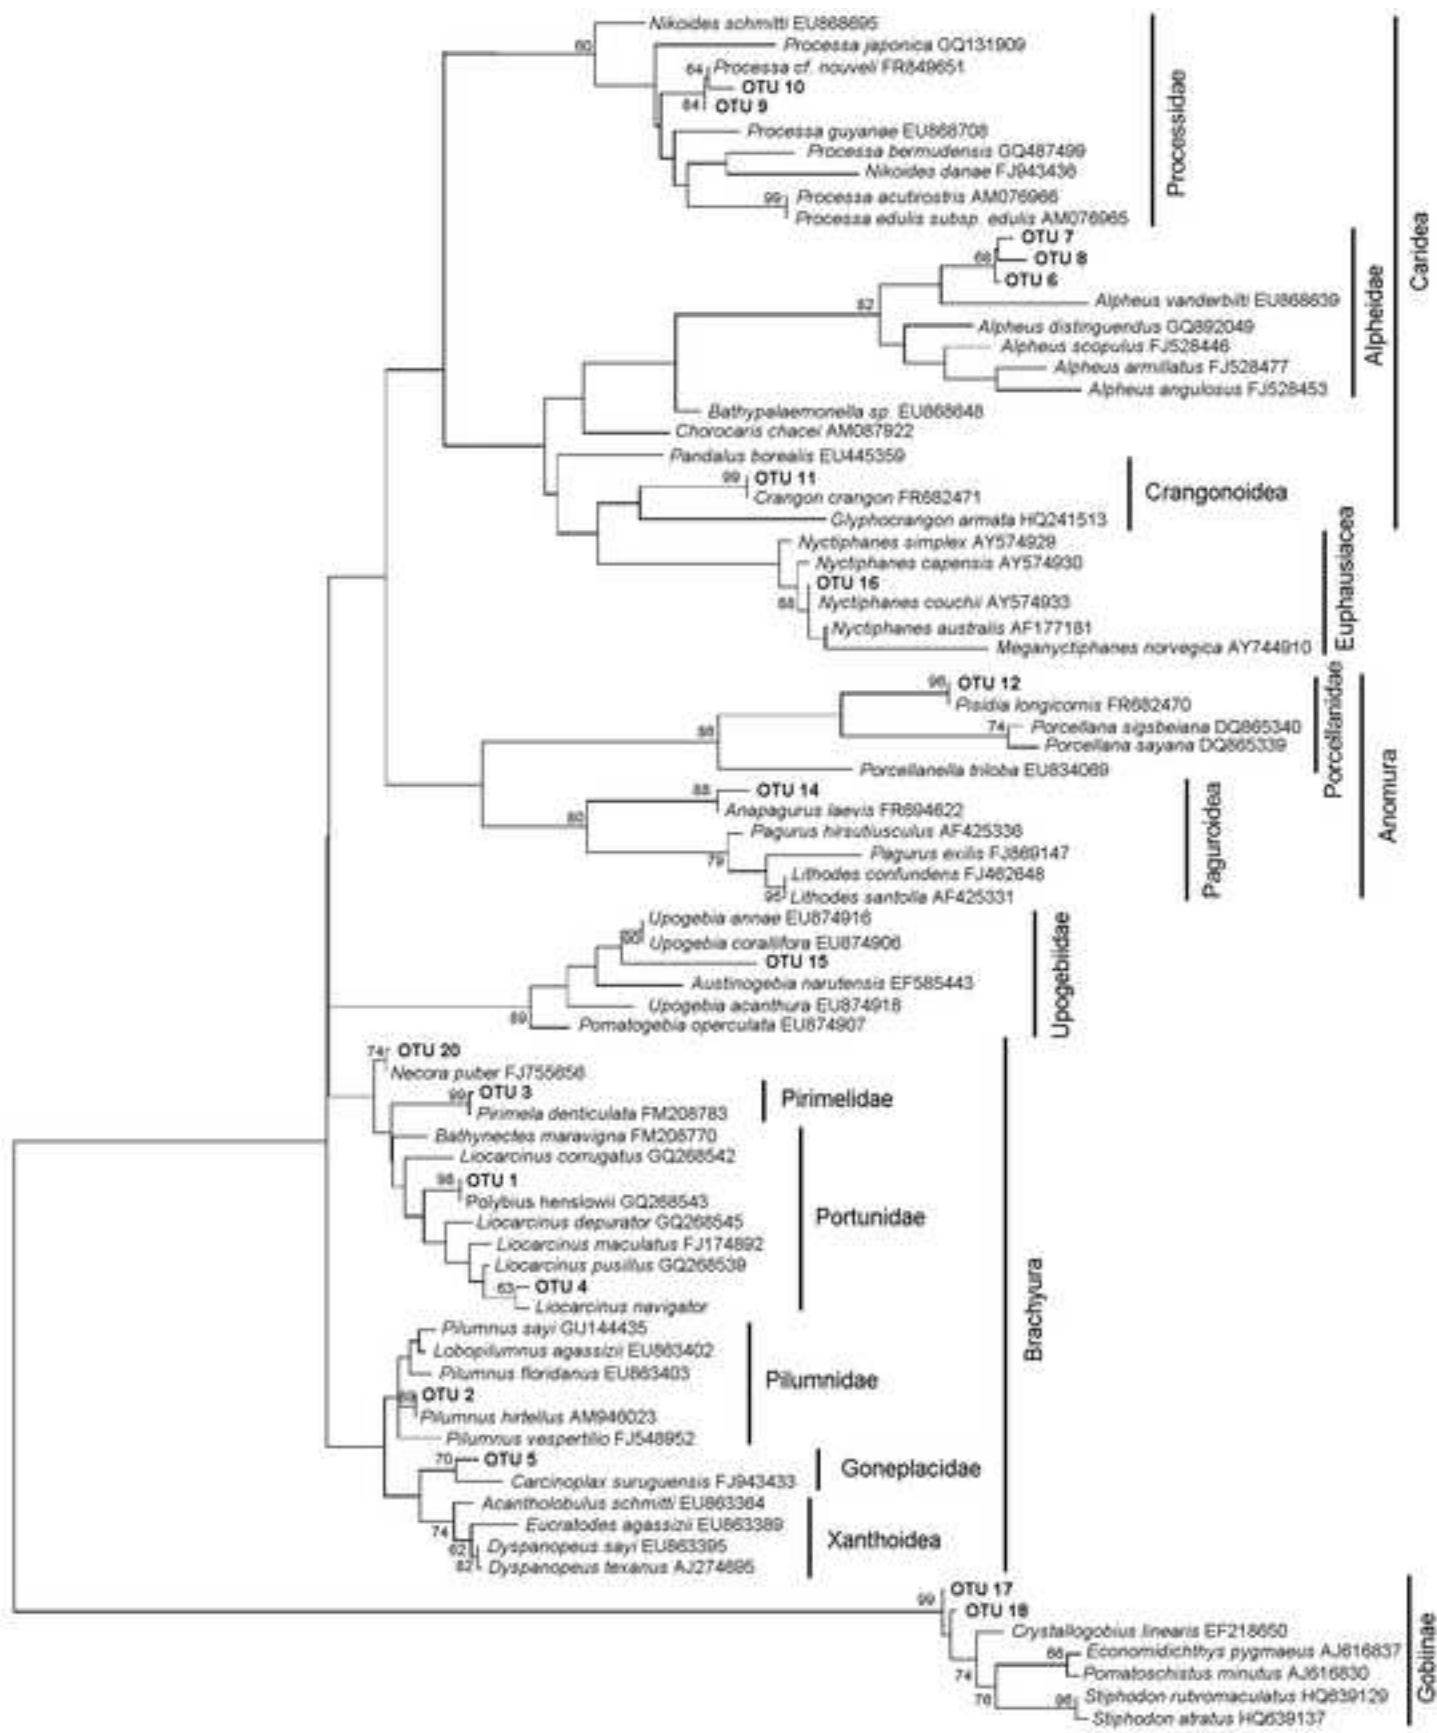 Nikoides schmitti EU868695
60
Processa japonica GQ131909
64 Processa cf. nouveli FR849651
OTU 10
64 OTU 9
Processa guyanae EU868708
Processa bermudensis GQ487499
Nikoides danae FJ943436
99 Processa acutirostris AM076966
Processa edulis subsp. edulis AM076965
Processidae
OTU 7
68 OTU 8
OTU 6
Alpheus vanderbilti EU868639
82
Alpheus distinguendus GQ892049
Alpheus scopulus FJ528446
Alpheus armillatus FJ528477
Alpheus angulosus FJ528453
Alpheidae
Caridea
Bathypalaemonella sp. EU868648
Chorocaris chacei AM087922
Pandalus borealis EU445359
99 OTU 11
Crangon crangon FR682471
Glyphocrangon armata HQ241513
Crangonoidea
Nyctiphanes simplex AY574929
Nyctiphanes capensis AY574930
OTU 16
88 Nyctiphanes couchii AY574933
Nyctiphanes australis AF177181
Meganyctiphanes norvegica AY744910
Euphausiacea
98 OTU 12
Pisidia longicornis FR682470
74 Porcellana sigsbeiana DQ865340
Porcellana sayana DQ865339
Porcellanella triloba EU834069
Porcellanidae
88 OTU 14
Anapagurus laevis FR694622
80
Pagurus hirsutiusculus AF425336
79 Pagurus exilis FJ869147
Lithodes confundens FJ462648
95 Lithodes santolla AF425331
Paguroidea
Anomura
Upogebia annae EU874916
Upogebia corallifora EU874906
OTU 15
Austinogebia narutensis EF585443
Upogebia acanthura EU874918
89 Pomatogebia operculata EU874907
Upogebiidae
74 OTU 20
Necora puber FJ755656
99 OTU 3
Pirimela denticulata FM208783
Pirimelidae
Bathynectes maravigna FM208770
Liocarcinus corrugatus GQ268542
98 OTU 1
Polybius henslowii GQ268543
Liocarcinus depurator GQ268545
Liocarcinus maculatus FJ174892
Liocarcinus pusillus GQ268539
63 OTU 4
Liocarcinus navigator
Portunidae
Pilumnus sayi GU144435
Lobopilumnus agassizii EU863402
Pilumnus floridanus EU863403
OTU 2
Pilumnus hirtellus AM946023
Pilumnus vespertilio FJ548952
Pilumnidae
70 OTU 5
Carcinoplax suruguensis FJ943433
Goneplacidae
Acantholobulus schmitti EU863364
74 Eucratodes agassizii EU863389
62 Dyspanopeus sayi EU863395
82 Dyspanopeus texanus AJ274695
Xanthoidea
Brachyura
99 OTU 17
OTU 18
Crystallogobius linearis EF218650
74
66 Economidichthys pygmaeus AJ616837
Pomatoschistus minutus AJ616830
76
96 Stiphodon rubromaculatus HQ639129
Stiphodon atratus HQ639137
Gobiinae